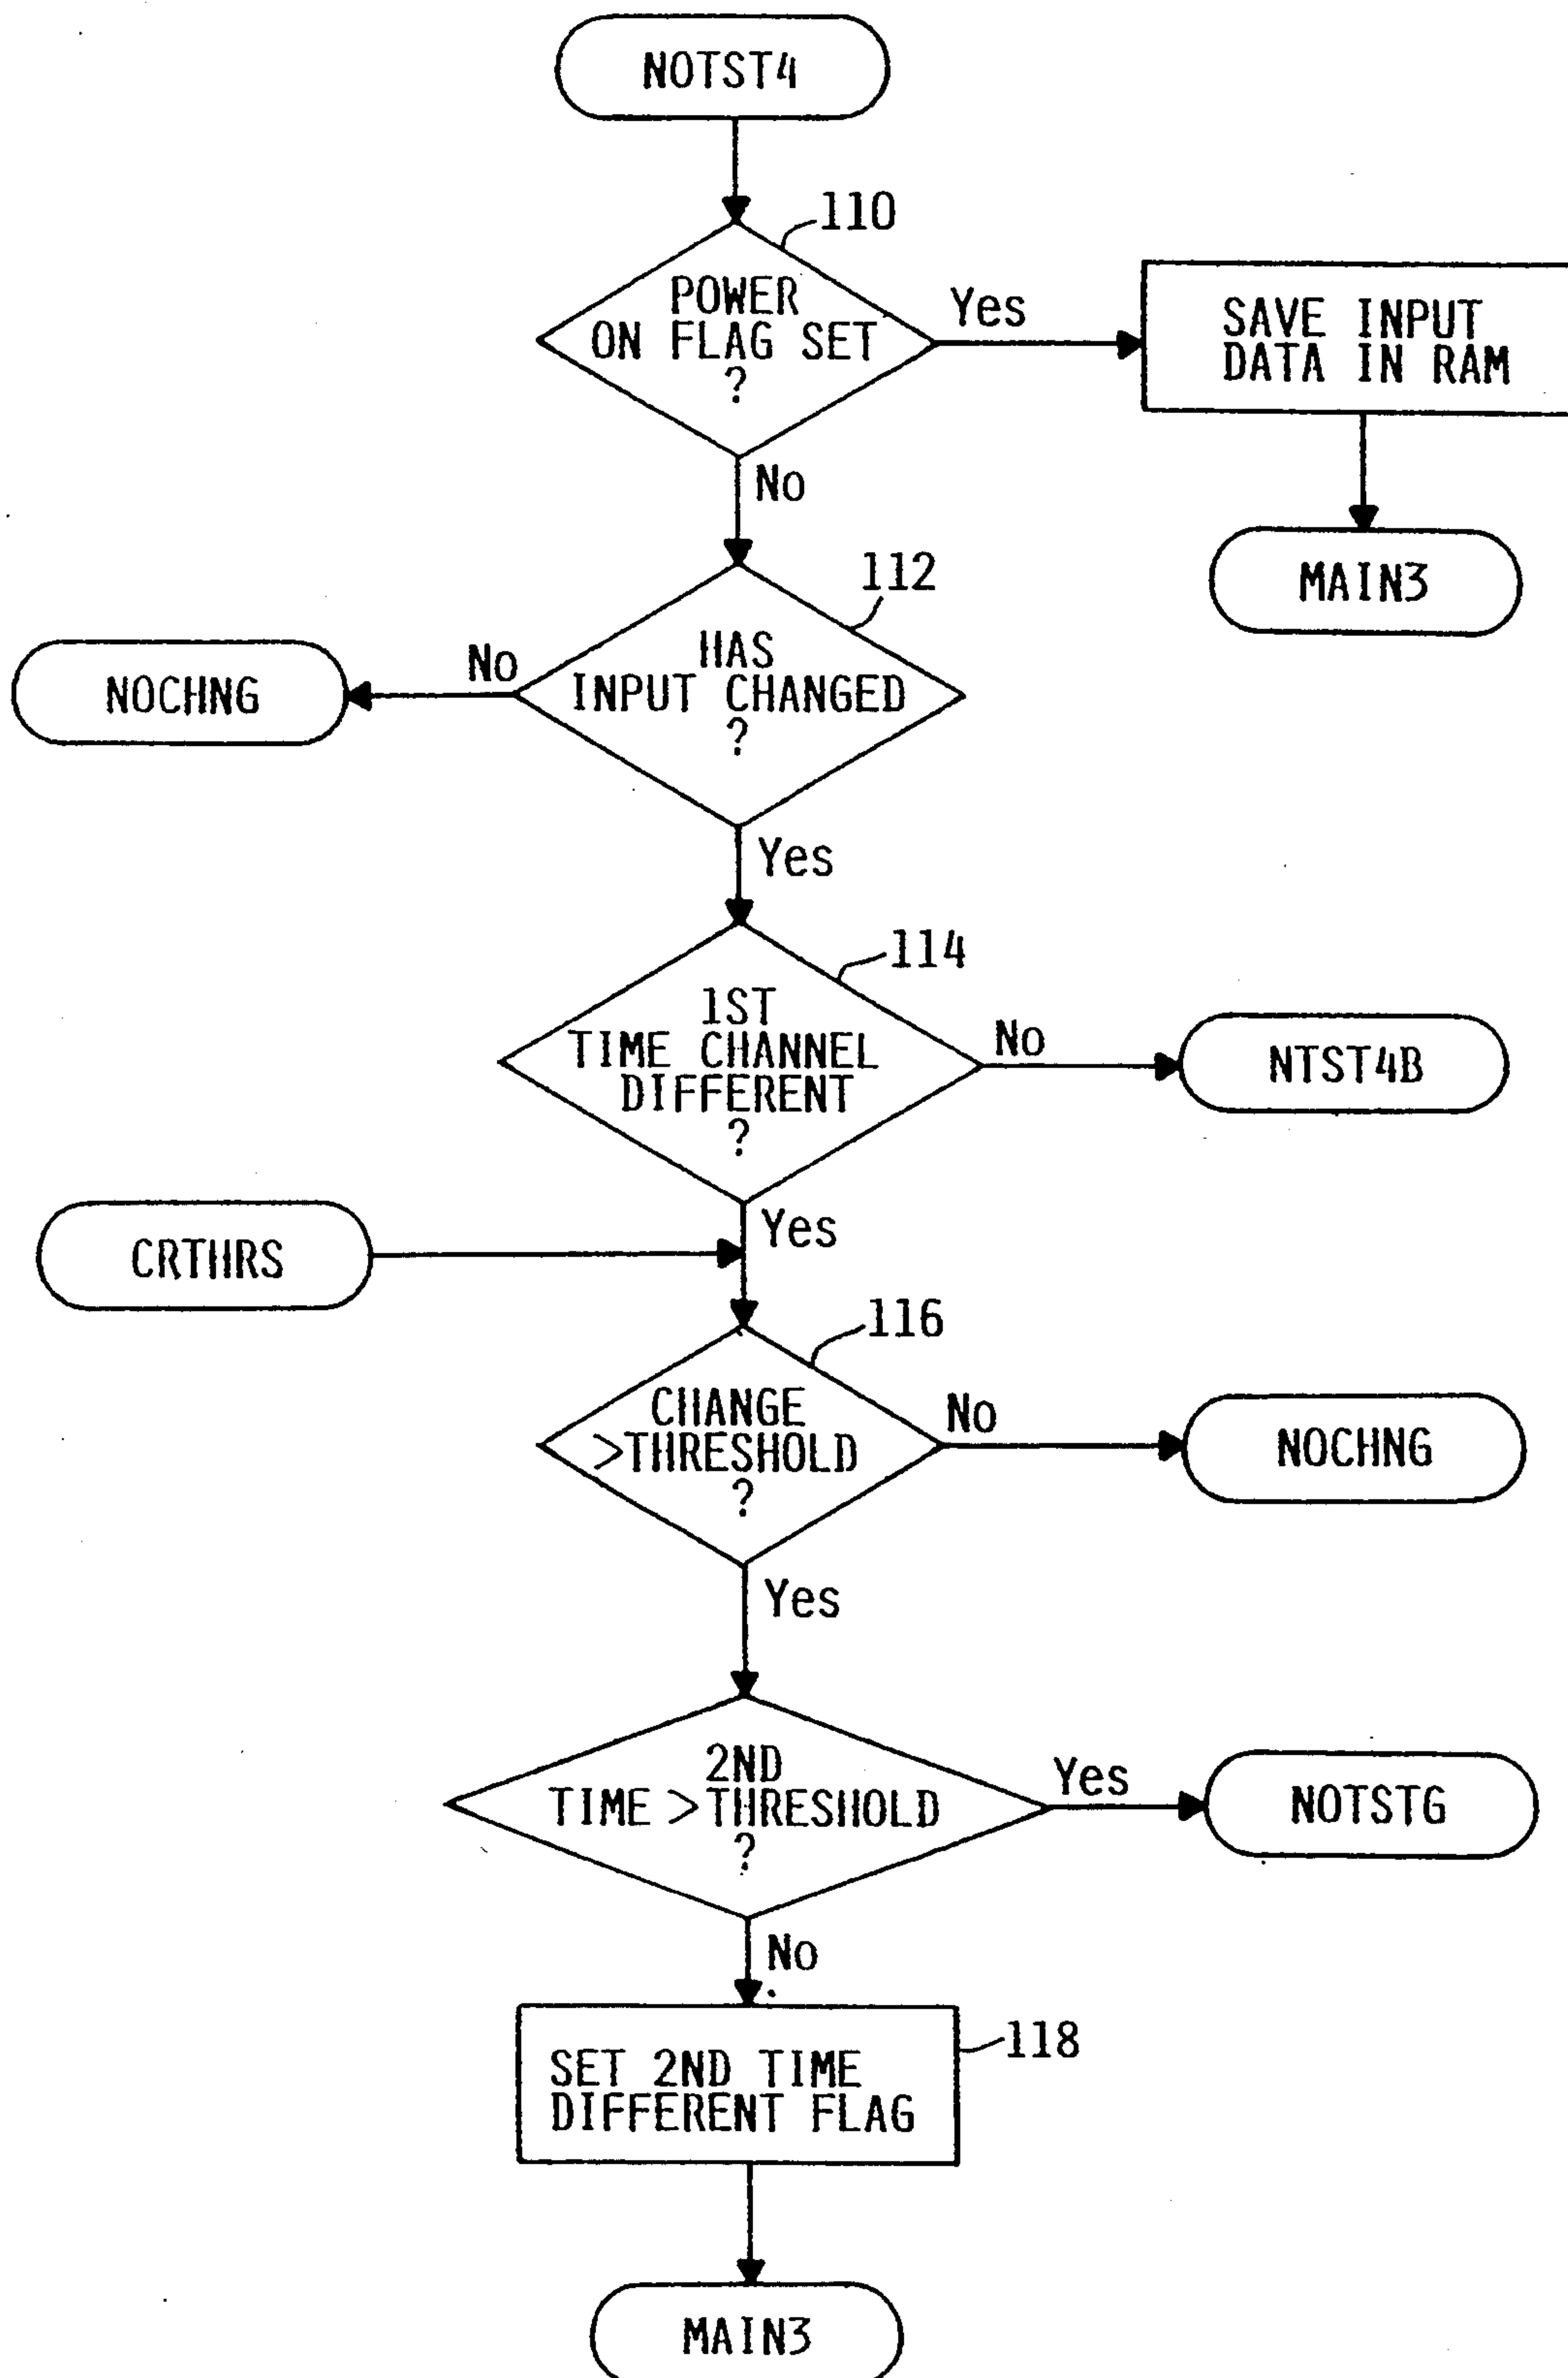 NOTST4
110
POWER
ON FLAG SET
?
Yes
SAVE INPUT
DATA IN RAM
No
MAIN3
112
HAS
INPUT CHANGED
?
No
NOCHNG
Yes
114
1ST
TIME CHANNEL
DIFFERENT
?
No
NTST4B
Yes
CRTHRS
116
CHANGE
>THRESHOLD
?
No
NOCHNG
Yes
2ND
TIME >THRESHOLD
?
Yes
NOTSTG
No
SET 2ND TIME
DIFFERENT FLAG
118
MAIN3